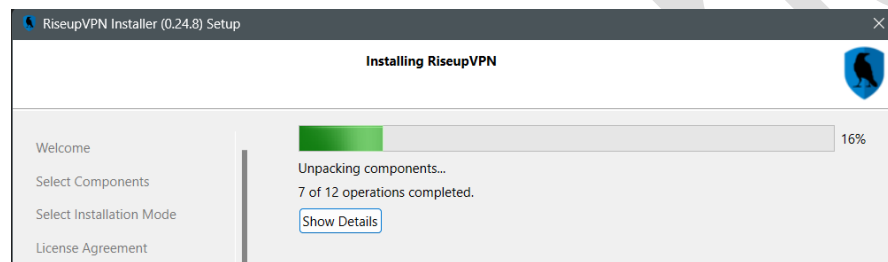 RiseupVPN Installer (0.24.8) Setup
Installing RiseupVPN
16%
Welcome
Unpacking components...
Select Components
7 of 12 operations completed.
Select Installation Mode
Show Details
License Agreement